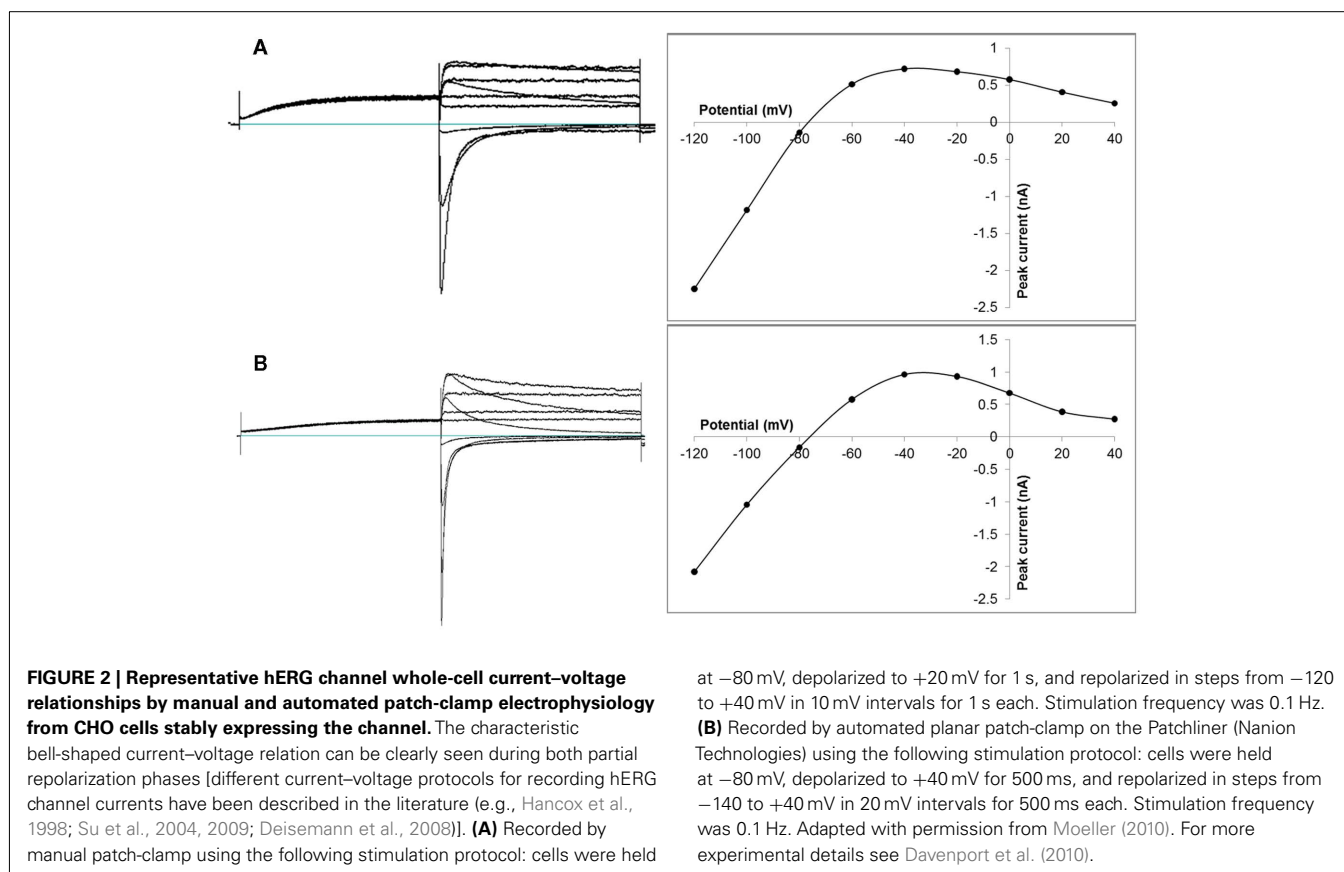 A
1
0.5
0
-0.5
-1
-1.5
-2
-2.5
Potential (mV)
-120 -100 -80 -60 -40 -20 0 20 40
Peak current (nA)
B
1.5
1
0.5
0
-0.5
-1
-1.5
-2
-2.5
Potential (mV)
-120 -100 -80 -60 -40 -20 0 20 40
Peak current (nA)
FIGURE 2 | Representative hERG channel whole-cell current–voltage
relationships by manual and automated patch-clamp electrophysiology
from CHO cells stably expressing the channel. The characteristic
bell-shaped current–voltage relation can be clearly seen during both partial
repolarization phases [different current–voltage protocols for recording hERG
channel currents have been described in the literature (e.g., Hancox et al.,
1998; Su et al., 2004, 2009; Deisemann et al., 2008)]. (A) Recorded by
manual patch-clamp using the following stimulation protocol: cells were held
at −80 mV, depolarized to +20 mV for 1 s, and repolarized in steps from −120
to +40 mV in 10 mV intervals for 1 s each. Stimulation frequency was 0.1 Hz.
(B) Recorded by automated planar patch-clamp on the Patchliner (Nanion
Technologies) using the following stimulation protocol: cells were held
at −80 mV, depolarized to +40 mV for 500 ms, and repolarized in steps from
−140 to +40 mV in 20 mV intervals for 500 ms each. Stimulation frequency
was 0.1 Hz. Adapted with permission from Moeller (2010). For more
experimental details see Davenport et al. (2010).